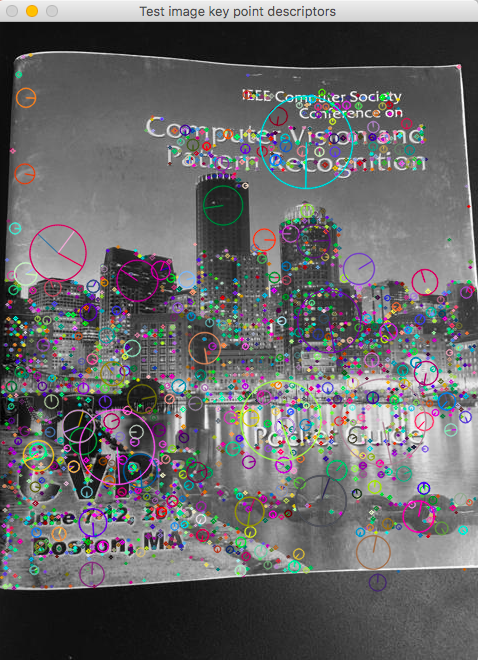 Test image key point descriptors
IEEE Computer Society
Conference on
Computer Vision and
Pattern Recognition
Pocket Guide
June
Boston, MA